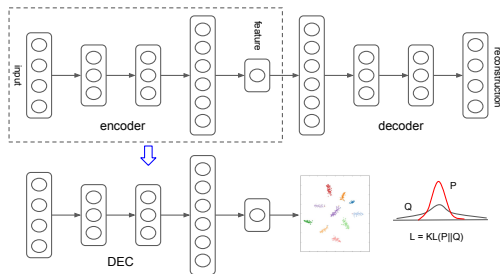 input
encoder
feature
decoder
reconstruction
DEC
P
Q
L = KL(P||Q)